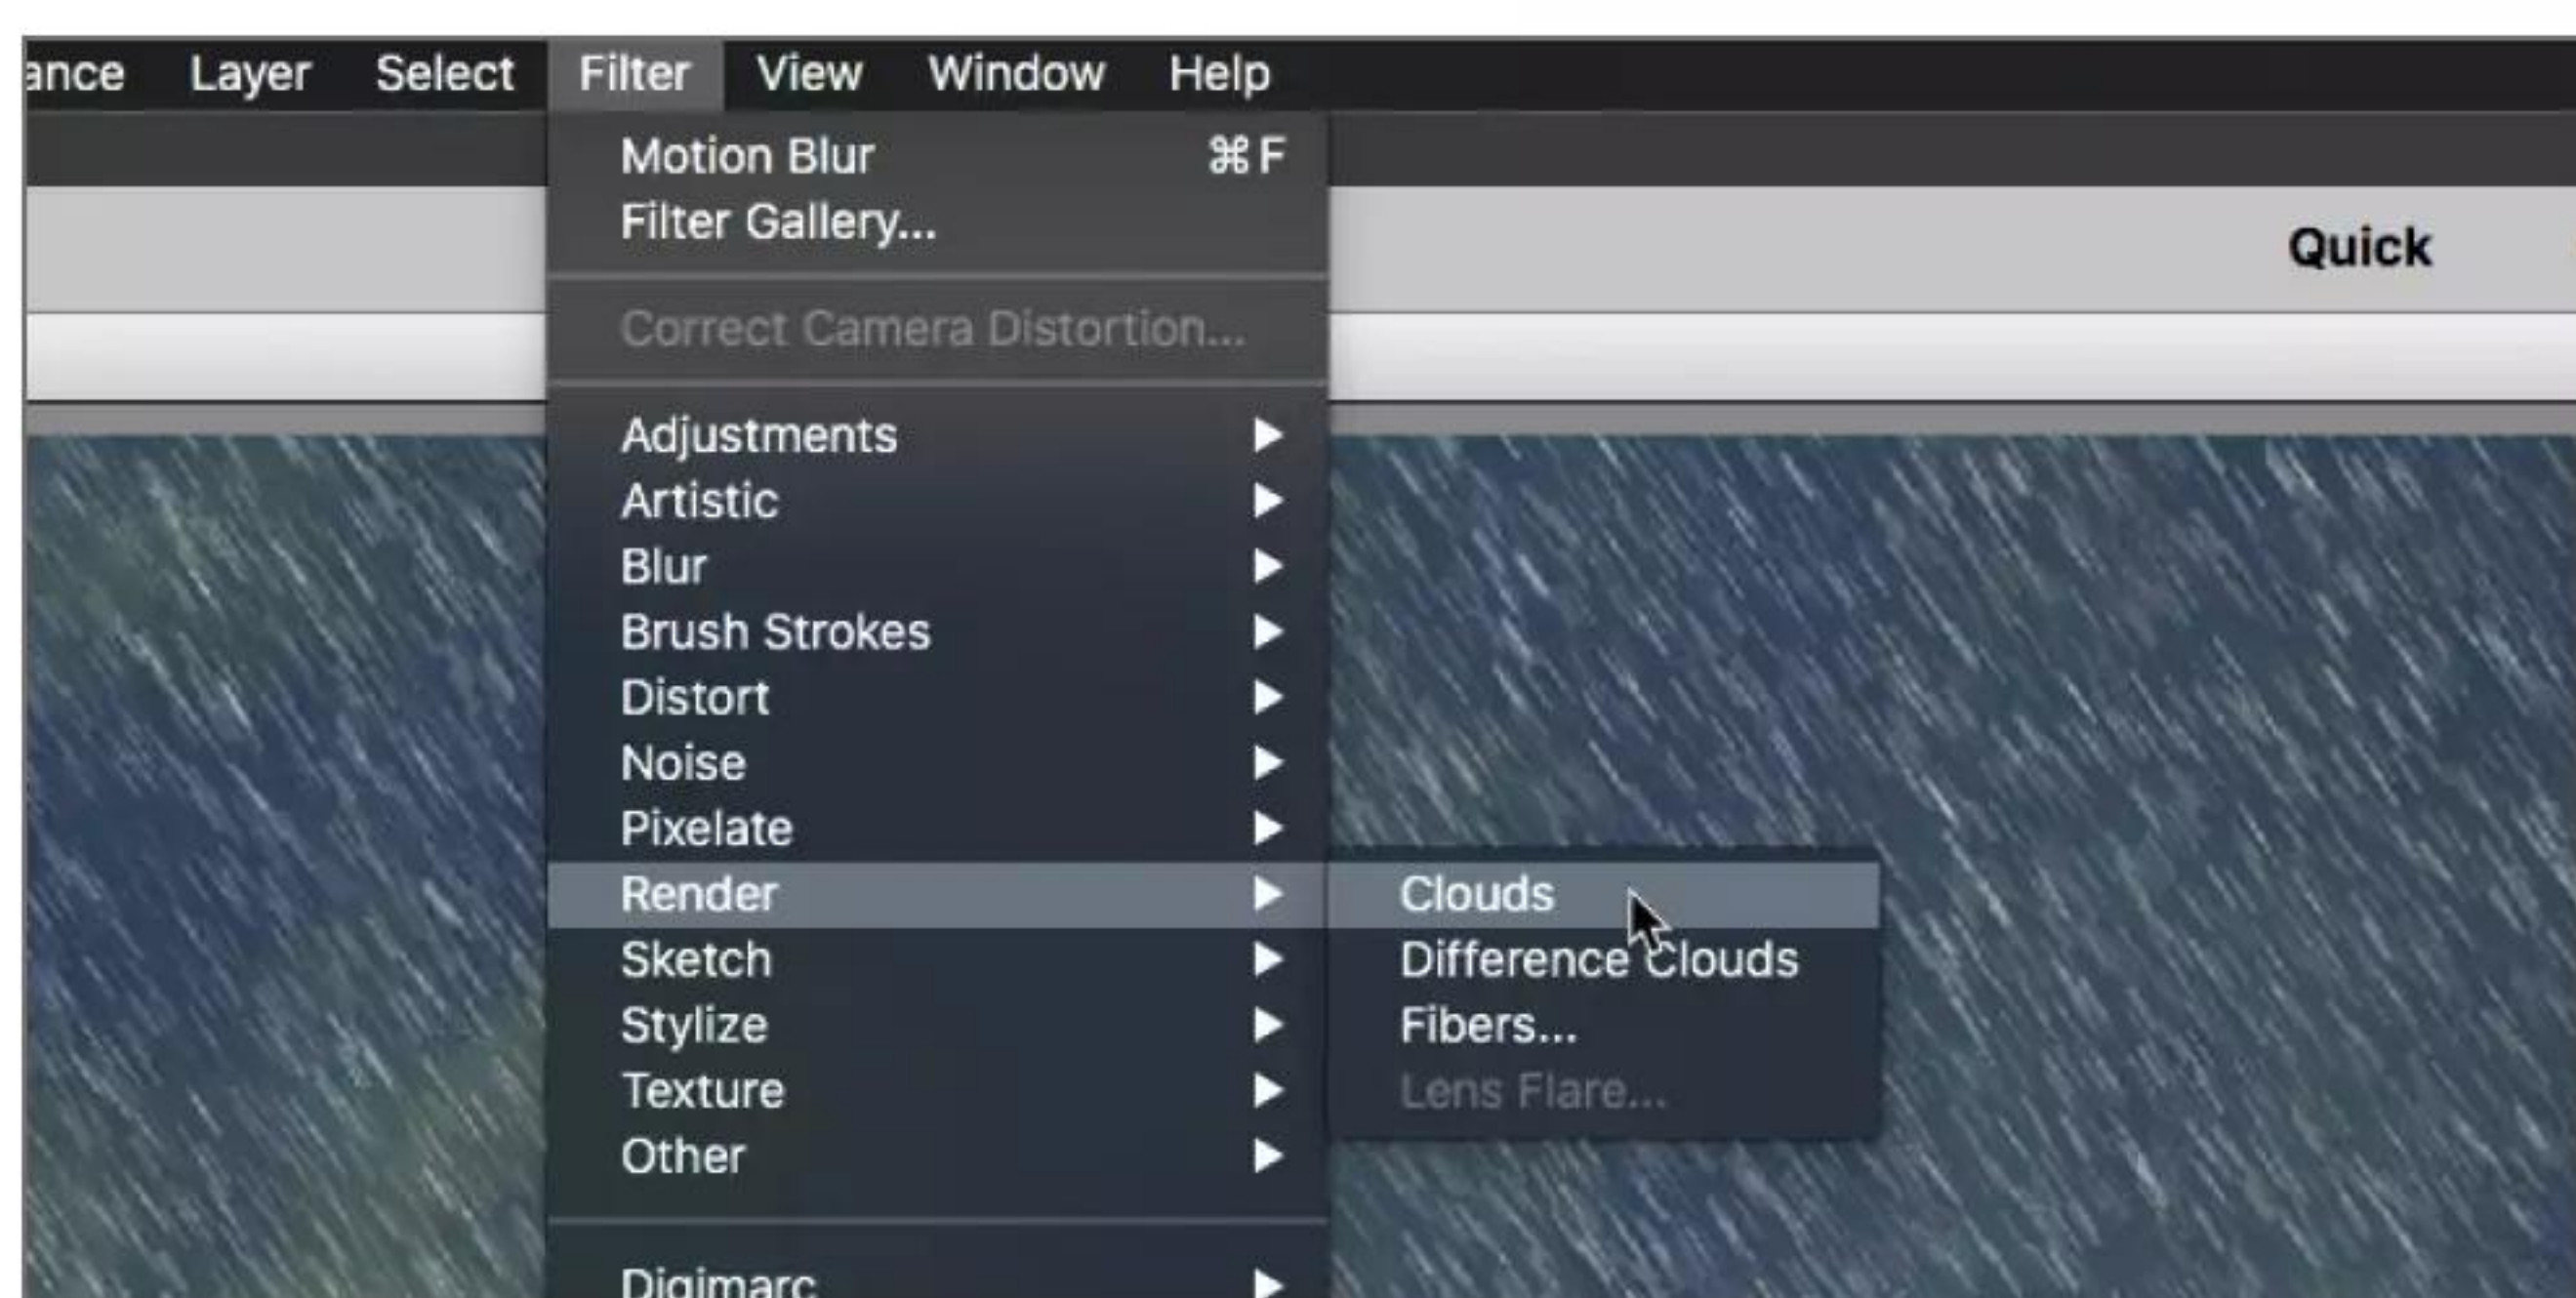 ance Layer Select Filter View Window Help
Motion Blur ⌘F
Filter Gallery...
Quick
Correct Camera Distortion...
Adjustments
Artistic
Blur
Brush Strokes
Distort
Noise
Pixelate
Render
Clouds
Sketch
Difference Clouds
Stylize
Fibers...
Texture
Lens Flare...
Other
Digimarc